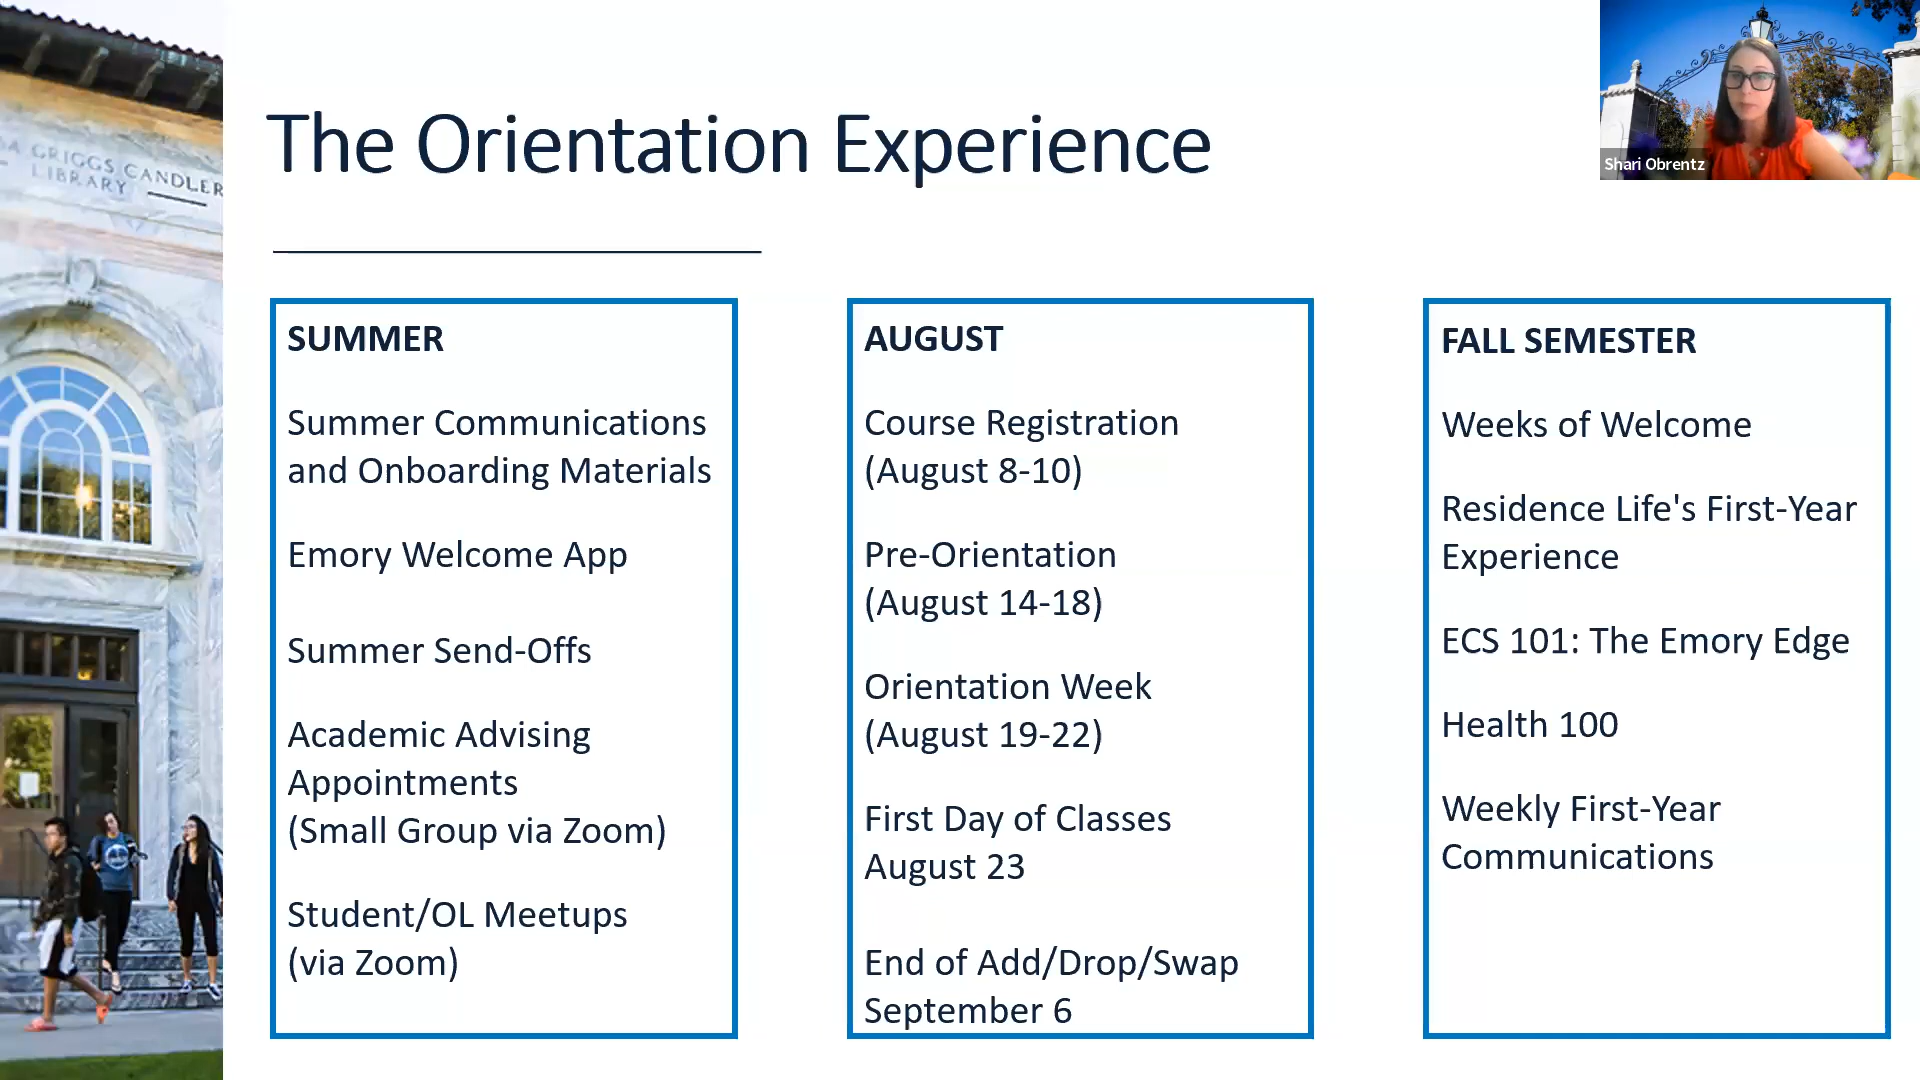 GRIGGS CANDLER
LIBRARY
The Orientation Experience
Shari Obrentz
SUMMER
Summer Communications
and Onboarding Materials
Emory Welcome App
Summer Send-Offs
Academic Advising
Appointments
(Small Group via Zoom)
Student/OL Meetups
(via Zoom)
AUGUST
Course Registration
(August 8-10)
Pre-Orientation
(August 14-18)
Orientation Week
(August 19-22)
First Day of Classes
August 23
End of Add/Drop/Swap
September 6
FALL SEMESTER
Weeks of Welcome
Residence Life's First-Year
Experience
ECS 101: The Emory Edge
Health 100
Weekly First-Year
Communications